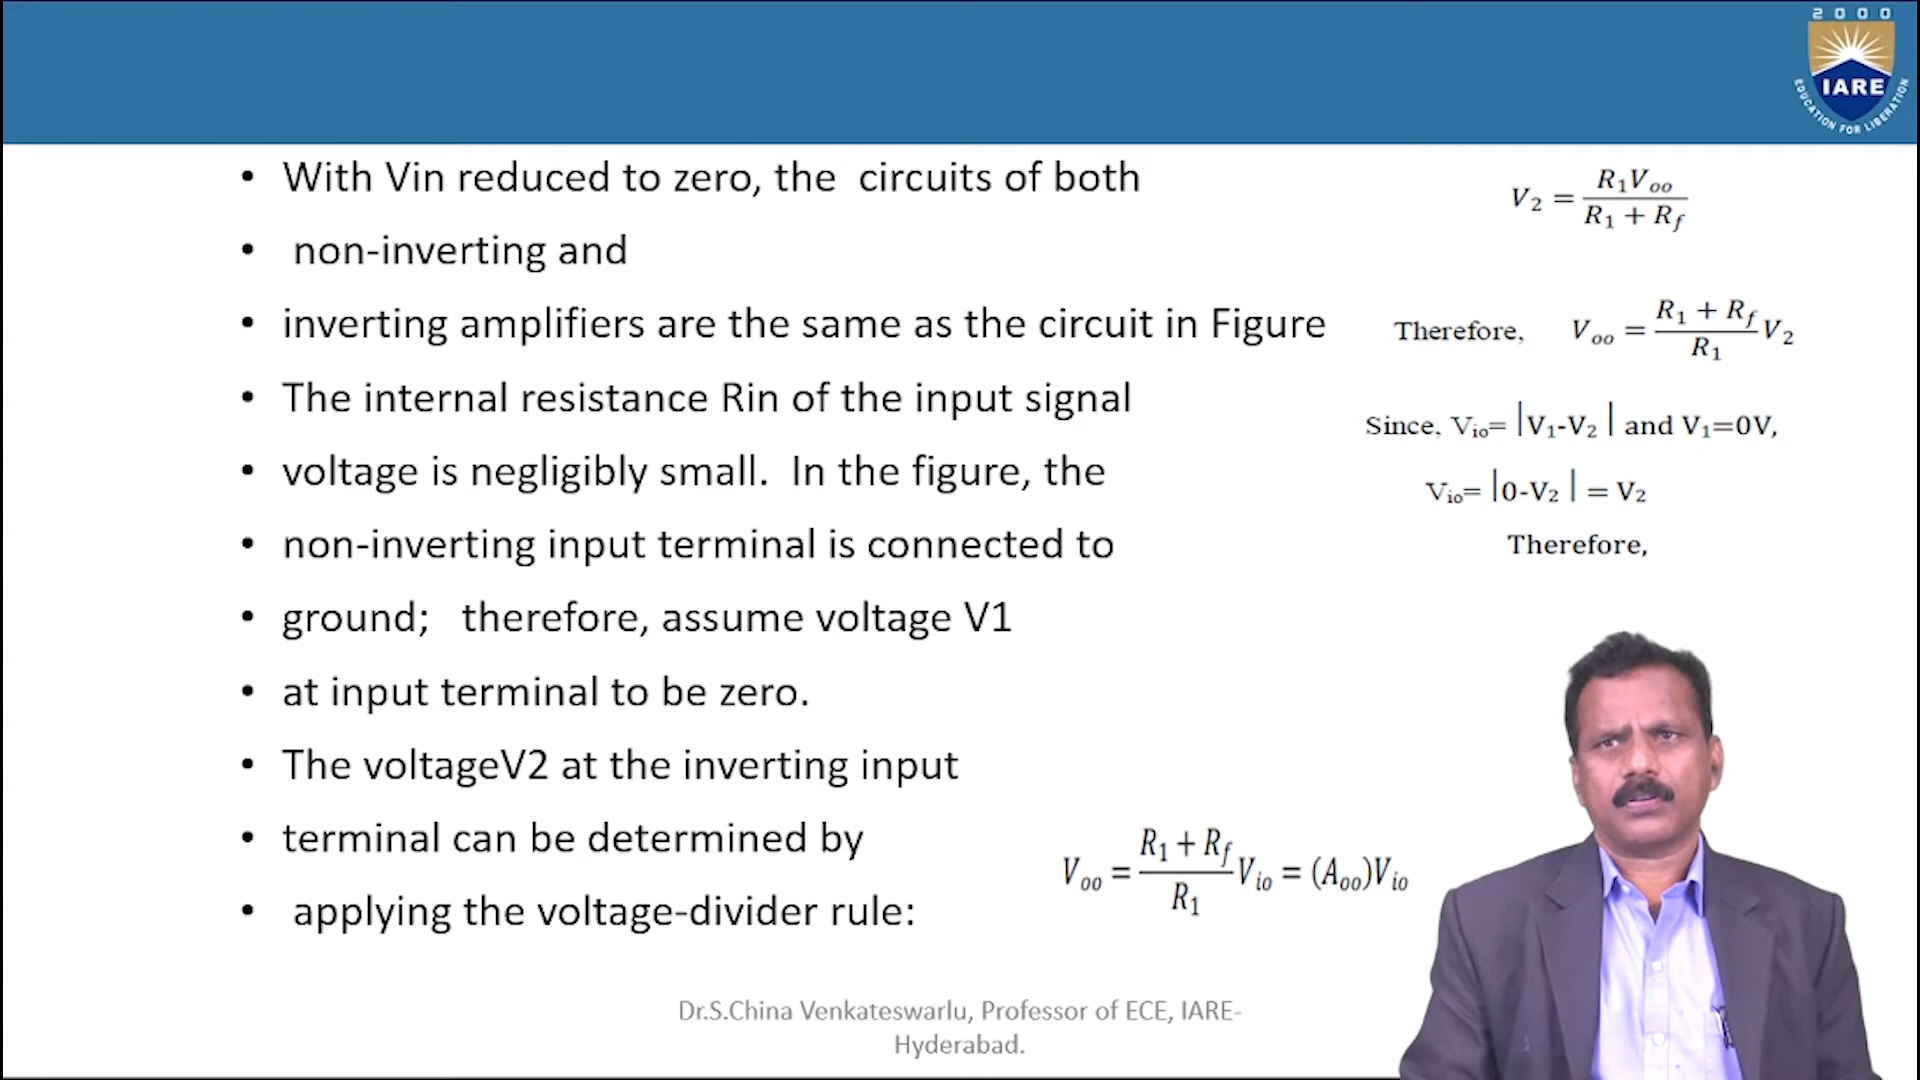 2000
IARE
EDUCATION FOR LIBERATION
• With Vin reduced to zero, the circuits of both
• non-inverting and
• inverting amplifiers are the same as the circuit in Figure
• The internal resistance Rin of the input signal
• voltage is negligibly small. In the figure, the
• non-inverting input terminal is connected to
• ground; therefore, assume voltage V1
• at input terminal to be zero.
• The voltageV2 at the inverting input
• terminal can be determined by
• applying the voltage-divider rule:
V₂ = R₁Vₒₒ / R₁ + R_f
Therefore, Vₒₒ = R₁ + R_f / R₁ V₂
Since, Vᵢₒ= |V₁-V₂ | and V₁=0V,
Vᵢₒ= |0-V₂ | = V₂
Therefore,
Vₒₒ = R₁ + R_f / R₁ Vᵢₒ = (Aₒₒ)Vᵢₒ
Dr.S.China Venkateswarlu, Professor of ECE, IARE-
Hyderabad.